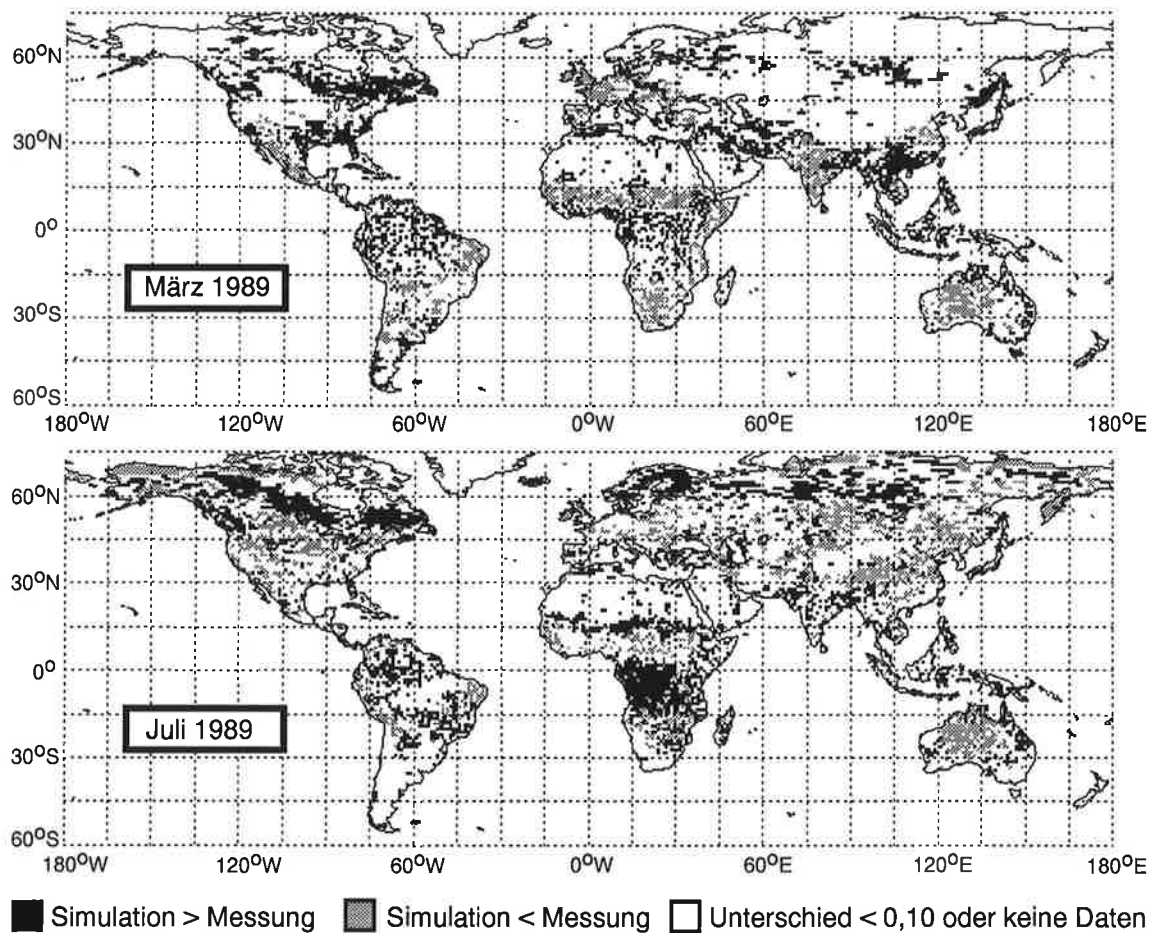 60°N
30°N
0°
30°S
60°S
März 1989
180°W 120°W 60°W 0°W 60°E 120°E 180°E
60°N
30°N
0°
30°S
60°S
Juli 1989
180°W 120°W 60°W 0°W 60°E 120°E 180°E
Simulation > Messung Simulation < Messung Unterschied < 0,10 oder keine Daten